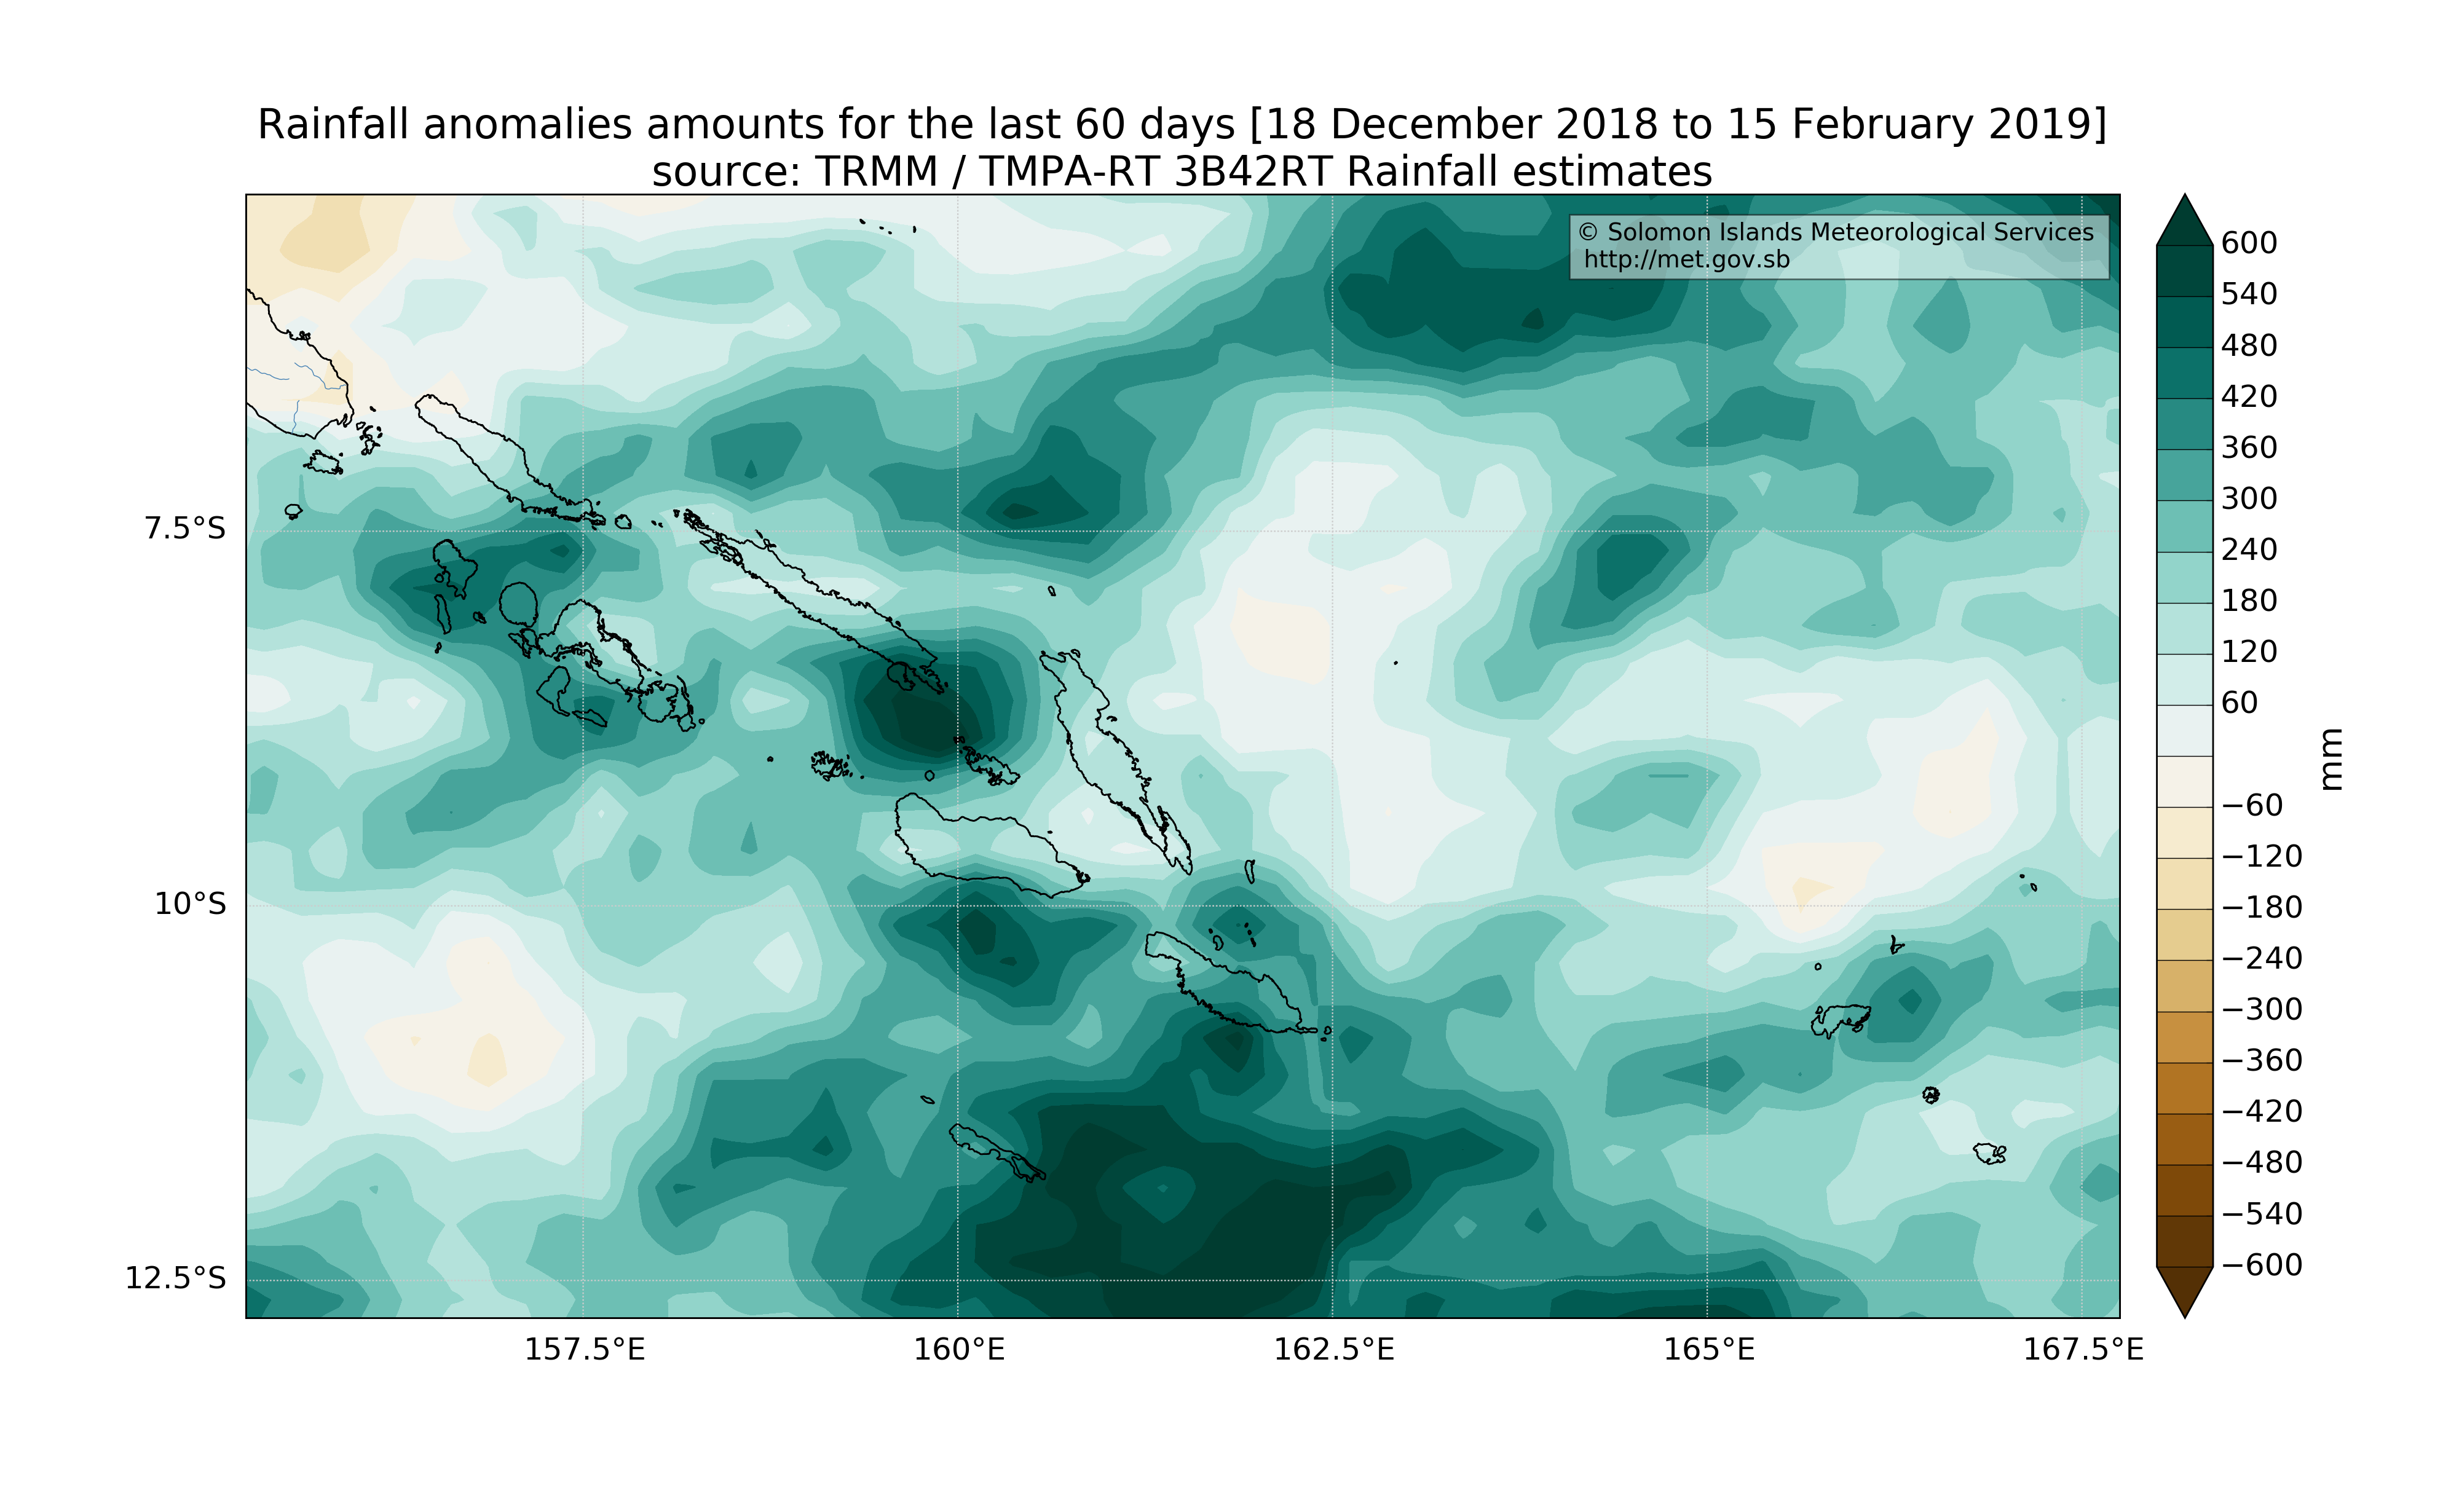 Rainfall anomalies amounts for the last 60 days [18 December 2018 to 15 February 2019]
source: TRMM / TMPA-RT 3B42RT Rainfall estimates
© Solomon Islands Meteorological Services
http://met.gov.sb
7.5°S
10°S
12.5°S
157.5°E
160°E
162.5°E
165°E
167.5°E
600
540
480
420
360
300
240
180
120
60
−60
−120
−180
−240
−300
−360
−420
−480
−540
−600
mm